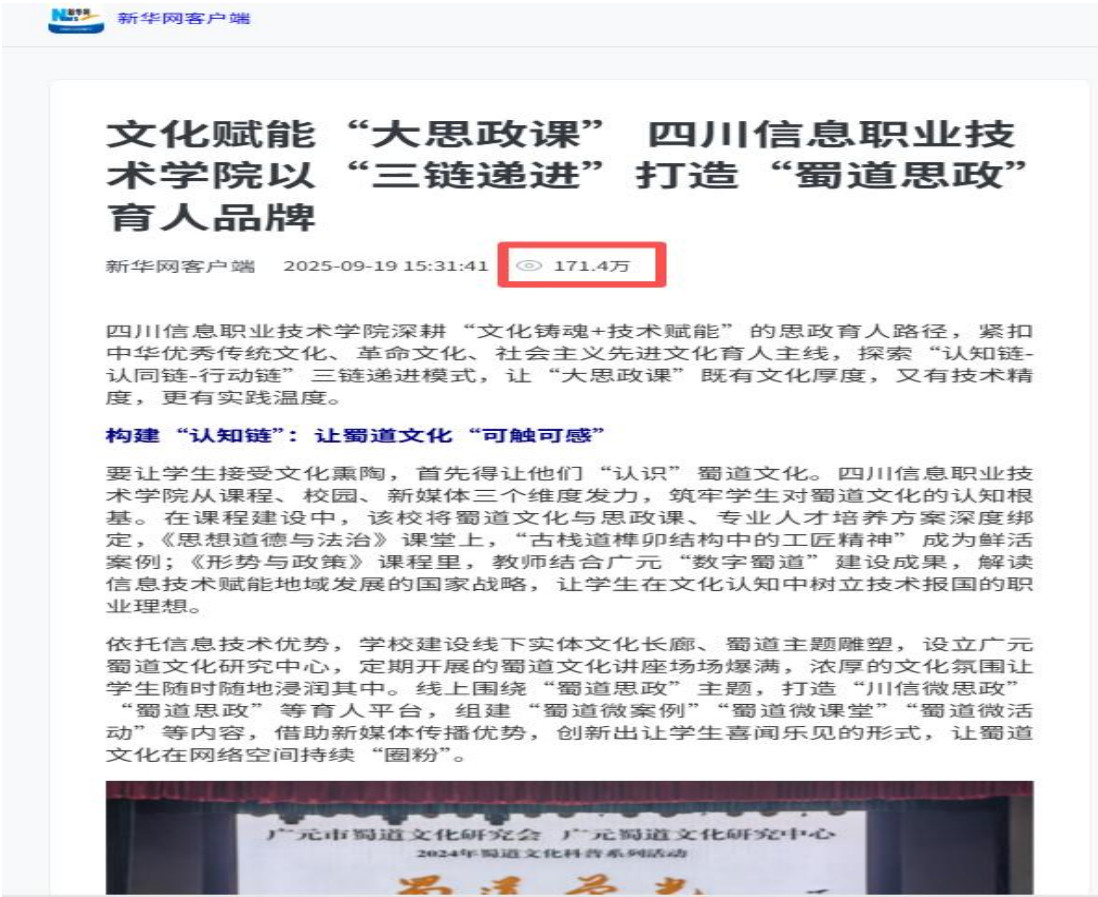 新华网客户端
文化赋能“大思政课” 四川信息职业技
术学院以“三链递进”打造“蜀道思政”
育人品牌
新华网客户端 2025-09-19 15:31:41 171.4万
四川信息职业技术学院深耕“文化铸魂+技术赋能”的思政育人路径，紧扣
中华优秀传统文化、革命文化、社会主义先进文化育人主线，探索“认知链-
认同链-行动链”三链递进模式，让“大思政课”既有文化厚度，又有技术精
度，更有实践温度。
构建“认知链”：让蜀道文化“可触可感”
要让学生接受文化熏陶，首先得让他们“认识”蜀道文化。四川信息职业技
术学院从课程、校园、新媒体三个维度发力，筑牢学生对蜀道文化的认知根
基。在课程建设中，该校将蜀道文化与思政课、专业人才培养方案深度绑
定，《思想道德与法治》课堂上，“古栈道榫卯结构中的工匠精神”成为鲜活
案例；《形势与政策》课程里，教师结合广元“数字蜀道”建设成果，解读
信息技术赋能地域发展的国家战略，让学生在文化认知中树立技术报国的职
业理想。
依托信息技术优势，学校建设线下实体文化长廊、蜀道主题雕塑，设立广元
蜀道文化研究中心，定期开展的蜀道文化讲座场场爆满，浓厚的文化氛围让
学生随时随地浸润其中。线上围绕“蜀道思政”主题，打造“川信微思政”
“蜀道思政”等育人平台，组建“蜀道微案例”“蜀道微课堂”“蜀道微活
动”等内容，借助新媒体传播优势，创新出让学生喜闻乐见的形式，让蜀道
文化在网络空间持续“圈粉”。
广元市蜀道文化研究会 广元蜀道文化研究中心
2024年蜀道文化科普系列活动